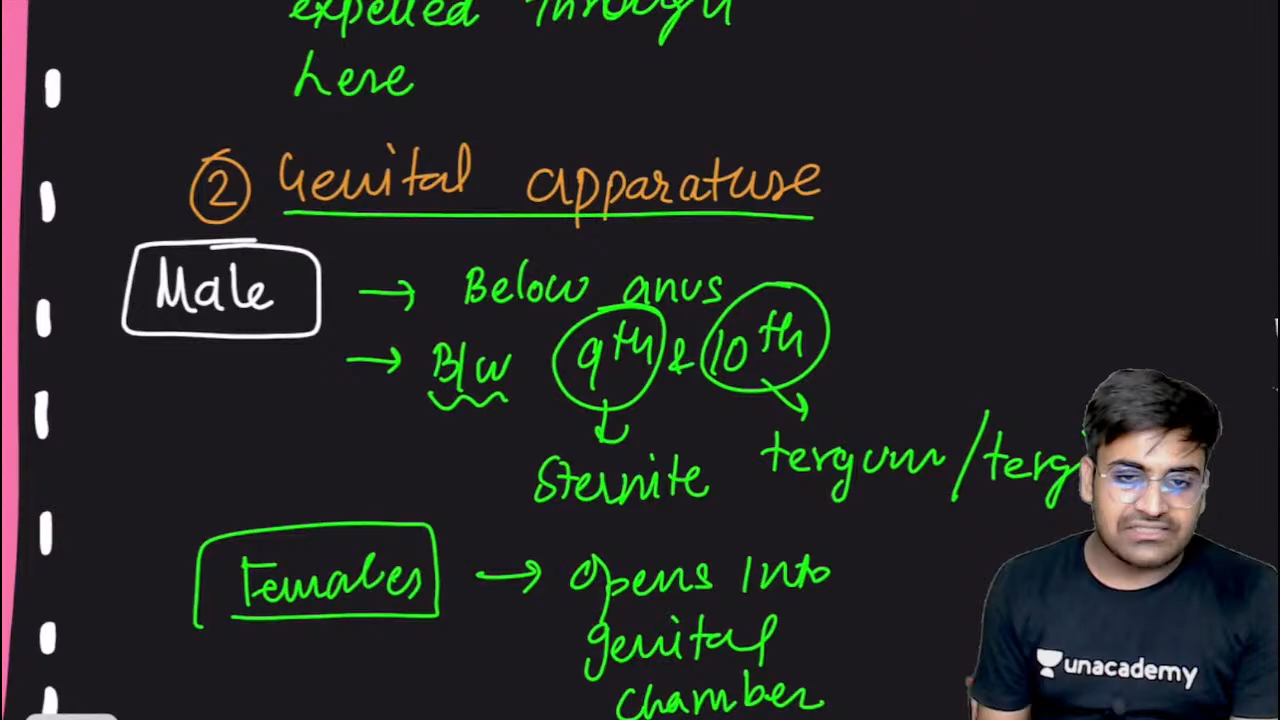 expelled through
here
2 Genital apparatuse
Male → Below anus
→ B/w 9th & 10th
sternite tergum/terg
Females → opens into
genital
chamber
unacademy